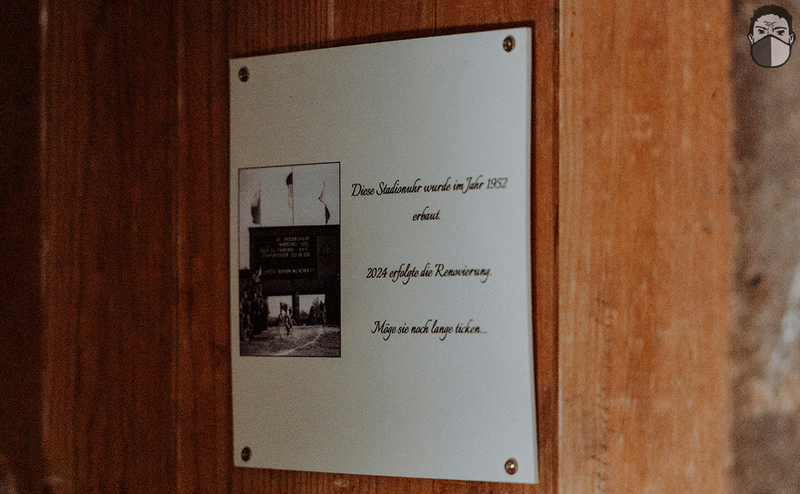 Diese Stadionuhr wurde im Jahr 1952
erbaut.
2024 erfolgte die Renovierung.
Möge sie noch lange ticken...